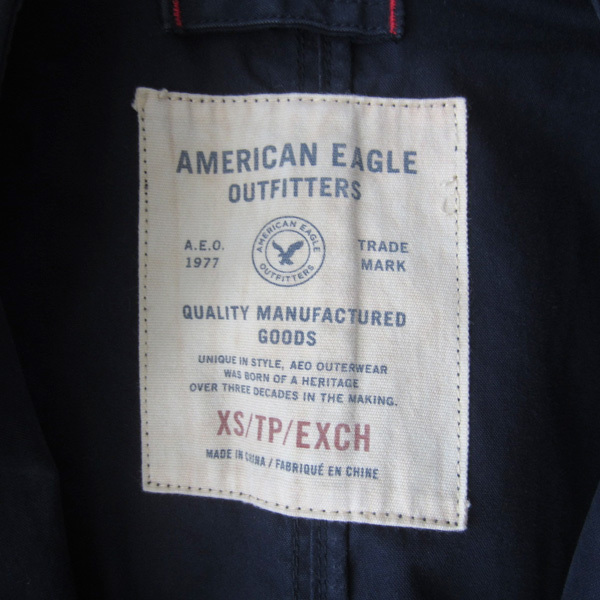 AMERICAN EAGLE
OUTFITTERS
A.E.O.
1977
AMERICAN EAGLE
OUTFITTERS
TRADE
MARK
QUALITY MANUFACTURED
GOODS
UNIQUE IN STYLE, AEO OUTERWEAR
WAS BORN OF A HERITAGE
OVER THREE DECADES IN THE MAKING.
XS/TP/EXCH
MADE IN CHINA / FABRIQUÉ EN CHINE